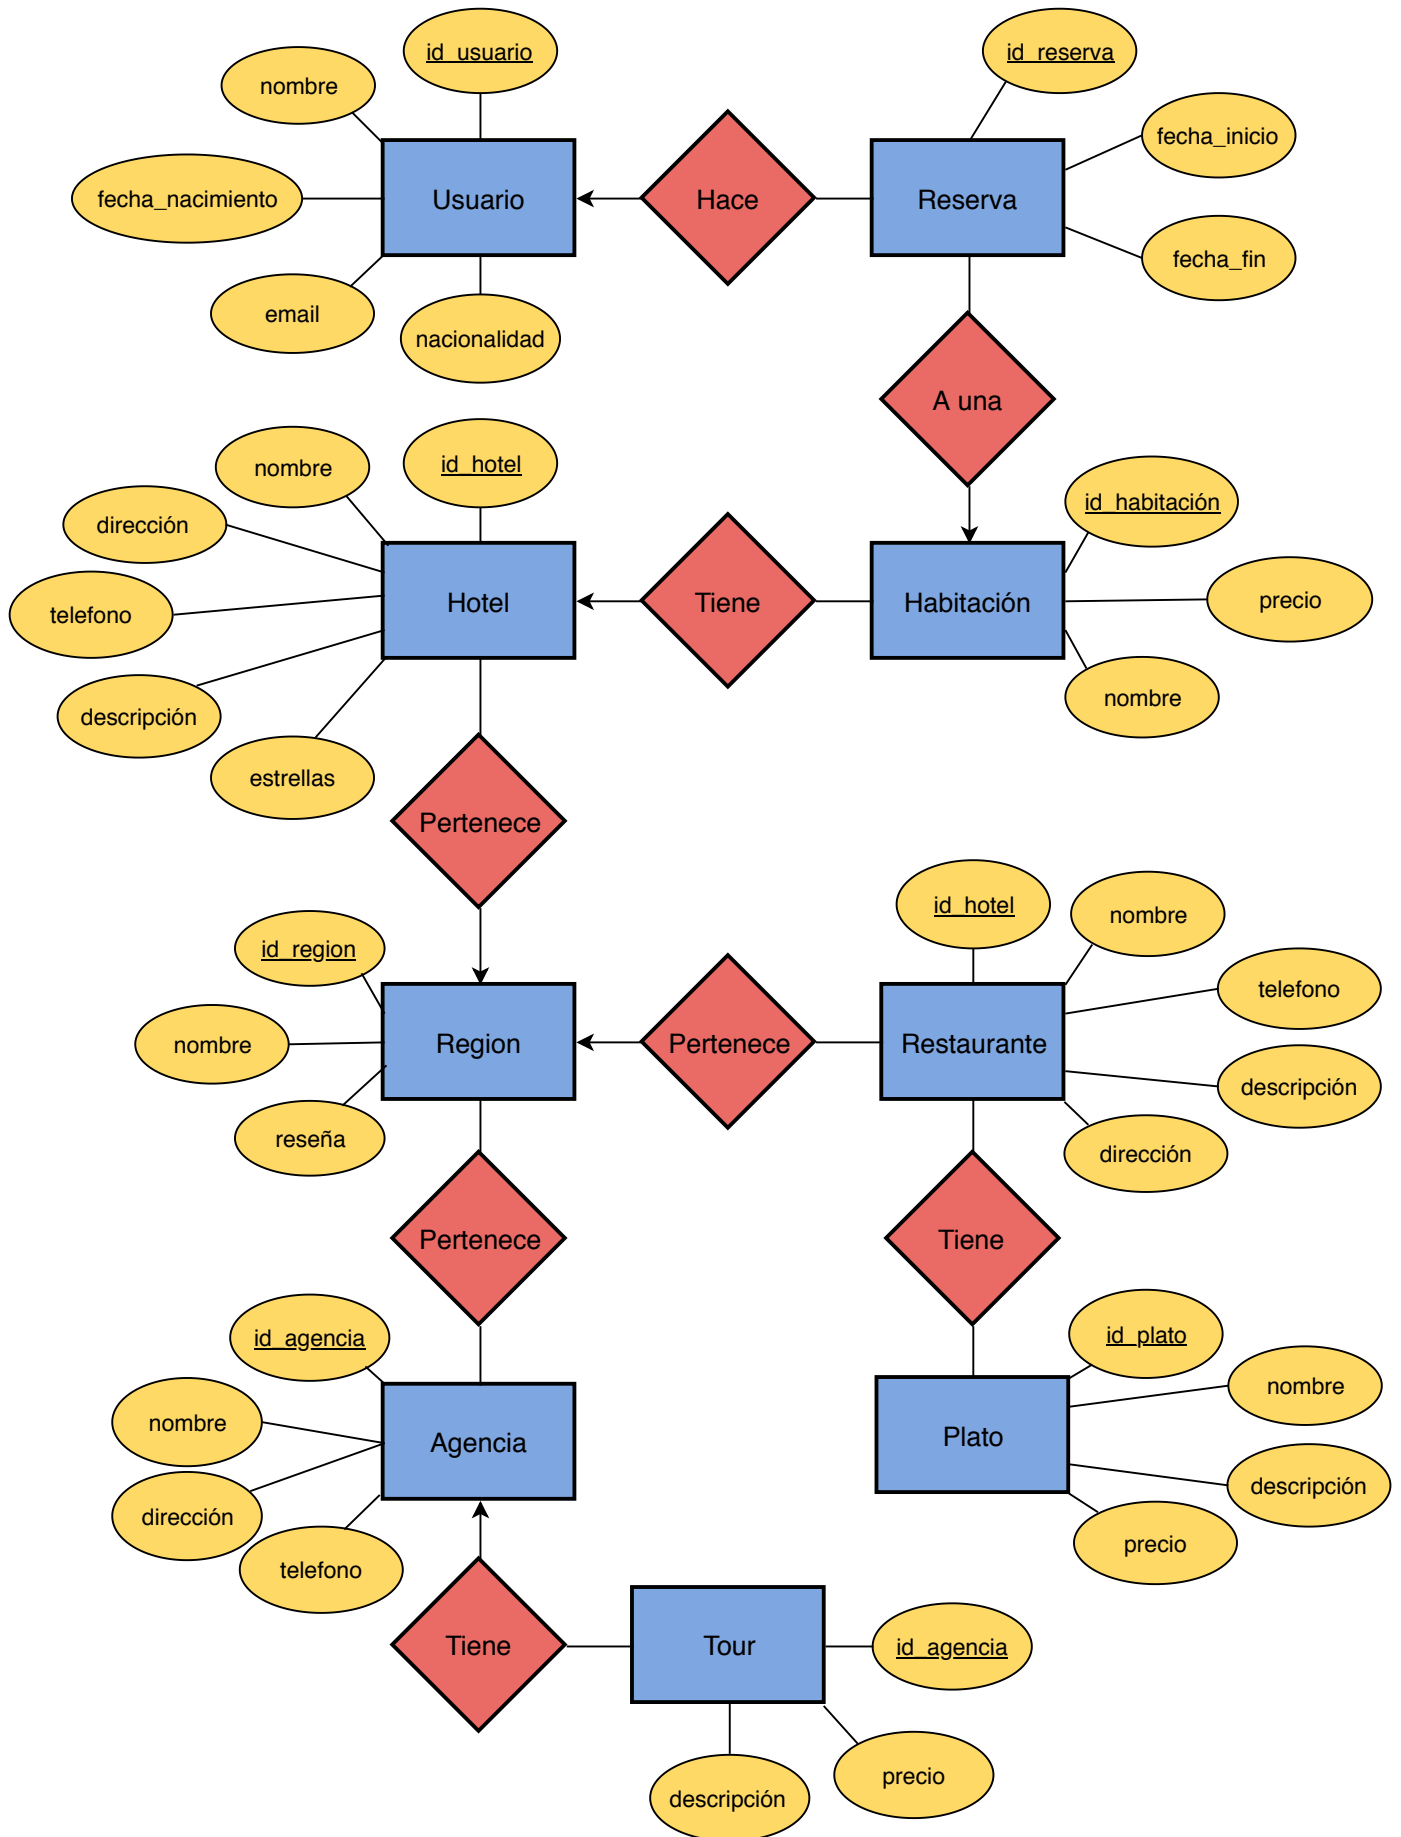 id_usuario
id_reserva
nombre
fecha_inicio
fecha_nacimiento
Usuario
Hace
Reserva
fecha_fin
email
nacionalidad
A una
nombre
id_hotel
dirección
id_habitación
telefono
Hotel
Tiene
Habitación
precio
descripción
nombre
estrellas
Pertenece
id_hotel
nombre
id_region
telefono
nombre
Region
Pertenece
Restaurante
descripción
reseña
dirección
Pertenece
Tiene
id_agencia
id_plato
nombre
nombre
Agencia
Plato
descripción
dirección
precio
telefono
Tiene
Tour
id_agencia
precio
descripción